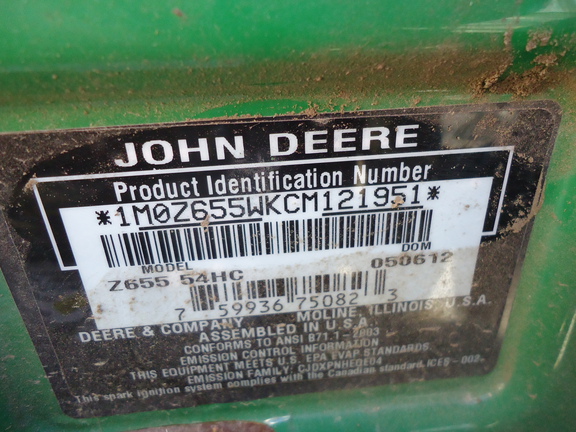 JOHN DEERE
Product Identification Number
*1M0Z655WKCM121951*
MODEL DOM
Z655 54HC 050612
7 59936 75082 3
DEERE & COMPANY MOLINE, ILLINOIS, U.S.A.
ASSEMBLED IN U.S.A.
CONFORMS TO ANSI B71.1-2003
EMISSION CONTROL INFORMATION
THIS EQUIPMENT MEETS U.S. EPA EVAP STANDARDS.
EMISSION FAMILY: CJDXPNHEQE04
This spark ignition system complies with the Canadian standard, ICES-002.